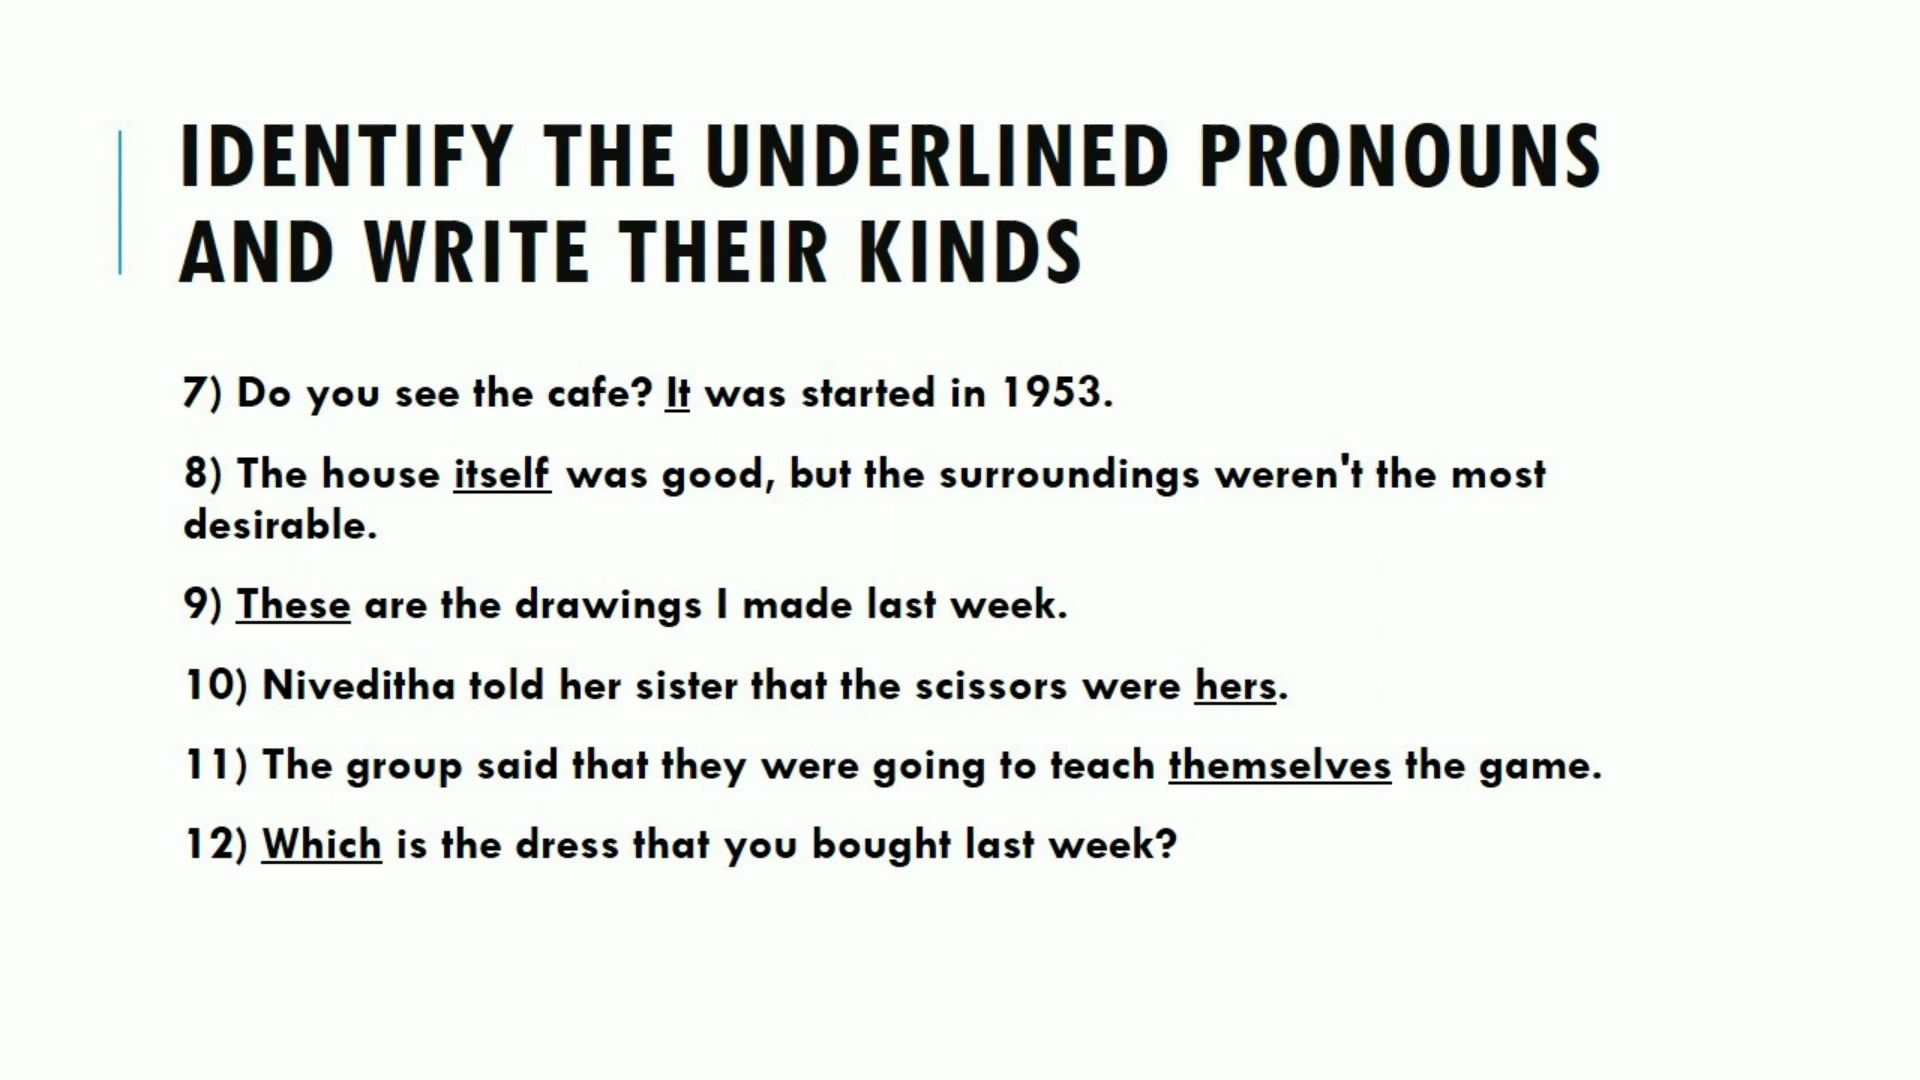 IDENTIFY THE UNDERLINED PRONOUNS
AND WRITE THEIR KINDS
7) Do you see the cafe? It was started in 1953.
8) The house itself was good, but the surroundings weren't the most
desirable.
9) These are the drawings I made last week.
10) Niveditha told her sister that the scissors were hers.
11) The group said that they were going to teach themselves the game.
12) Which is the dress that you bought last week?